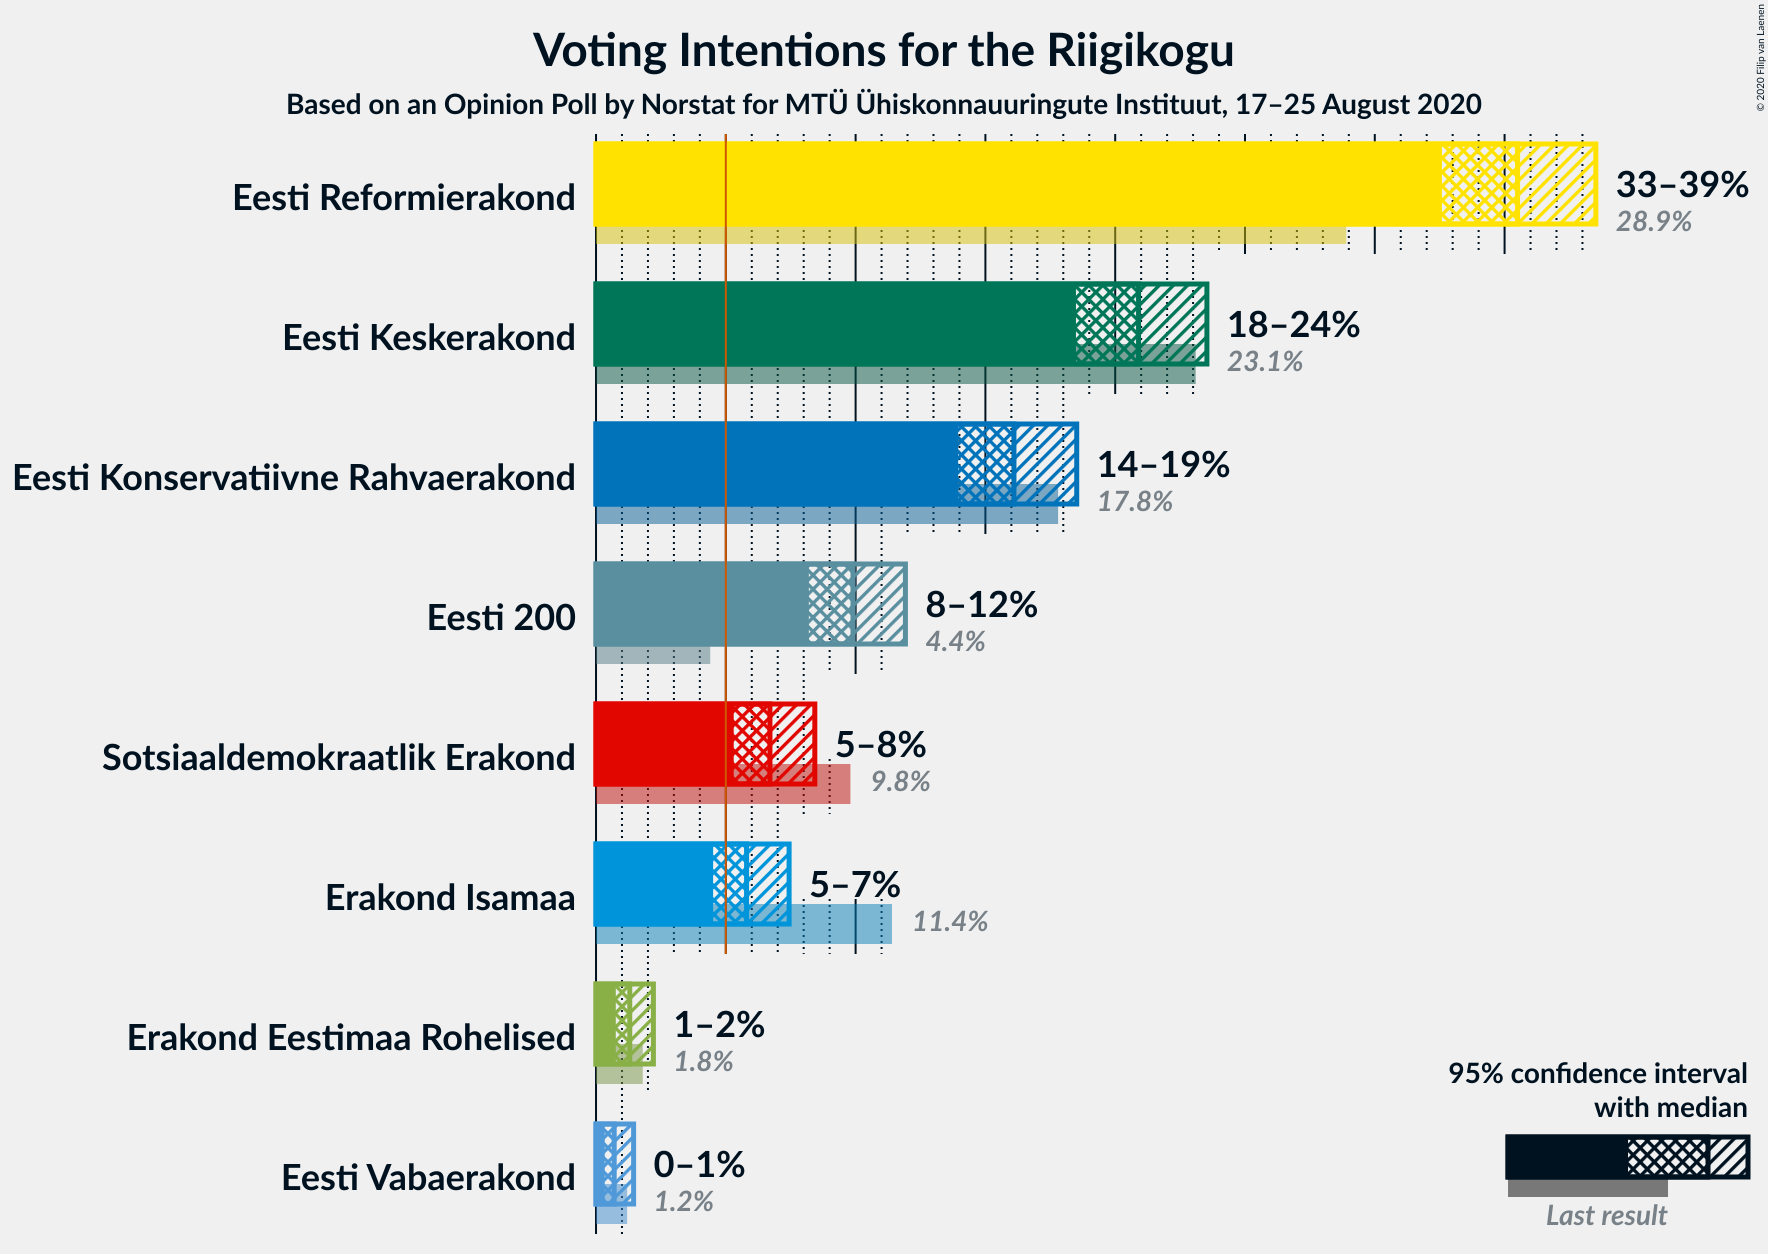 Voting Intentions for the Riigikogu
Based on an Opinion Poll by Norstat for MTÜ Ühiskonnauuringute Instituut, 17–25 August 2020
© 2020 Filip van Laenen
Eesti Reformierakond
33–39%
28.9%
Eesti Keskerakond
18–24%
23.1%
Eesti Konservatiivne Rahvaerakond
14–19%
17.8%
Eesti 200
8–12%
4.4%
Sotsiaaldemokraatlik Erakond
5–8%
9.8%
Erakond Isamaa
5–7%
11.4%
Erakond Eestimaa Rohelised
1–2%
1.8%
Eesti Vabaerakond
0–1%
1.2%
95% confidence interval
with median
Last result